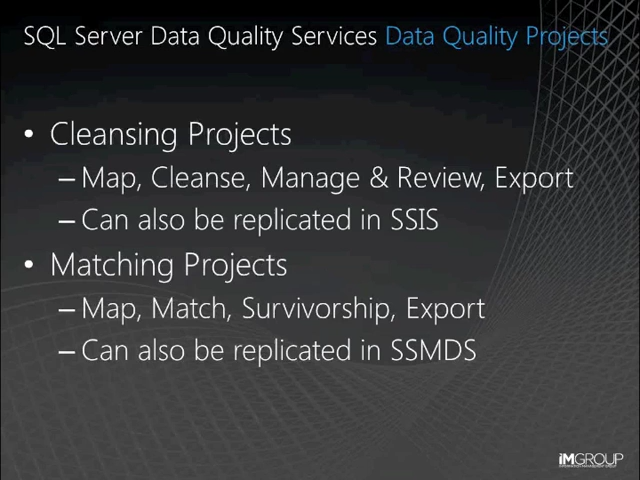 SQL Server Data Quality Services Data Quality Projects
• Cleansing Projects
– Map, Cleanse, Manage & Review, Export
– Can also be replicated in SSIS
• Matching Projects
– Map, Match, Survivorship, Export
– Can also be replicated in SSMDS
iMGROUP